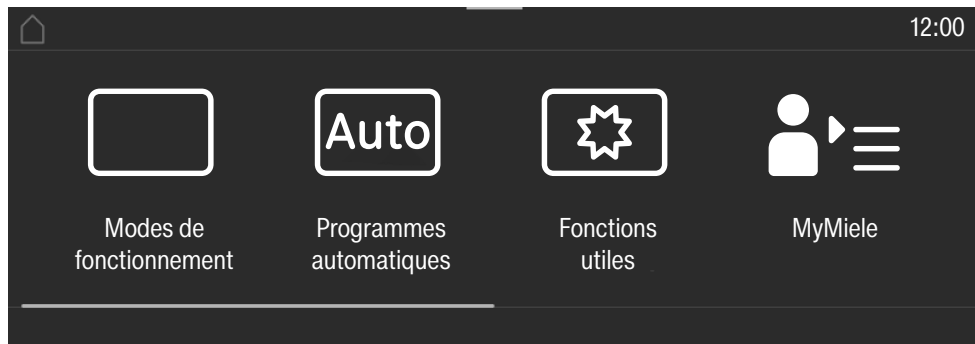 12:00
Auto
Modes de
fonctionnement
Programmes
automatiques
Fonctions
utiles
MyMiele